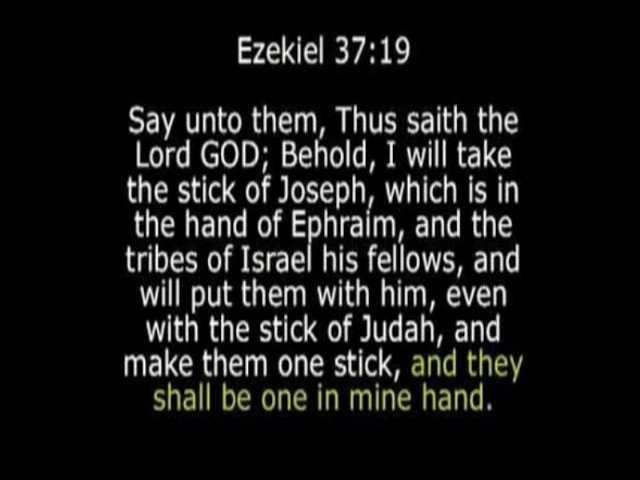 Ezekiel 37:19
Say unto them, Thus saith the
Lord GOD; Behold, I will take
the stick of Joseph, which is in
the hand of Ephraim, and the
tribes of Israel his fellows, and
will put them with him, even
with the stick of Judah, and
make them one stick, and they
shall be one in mine hand.